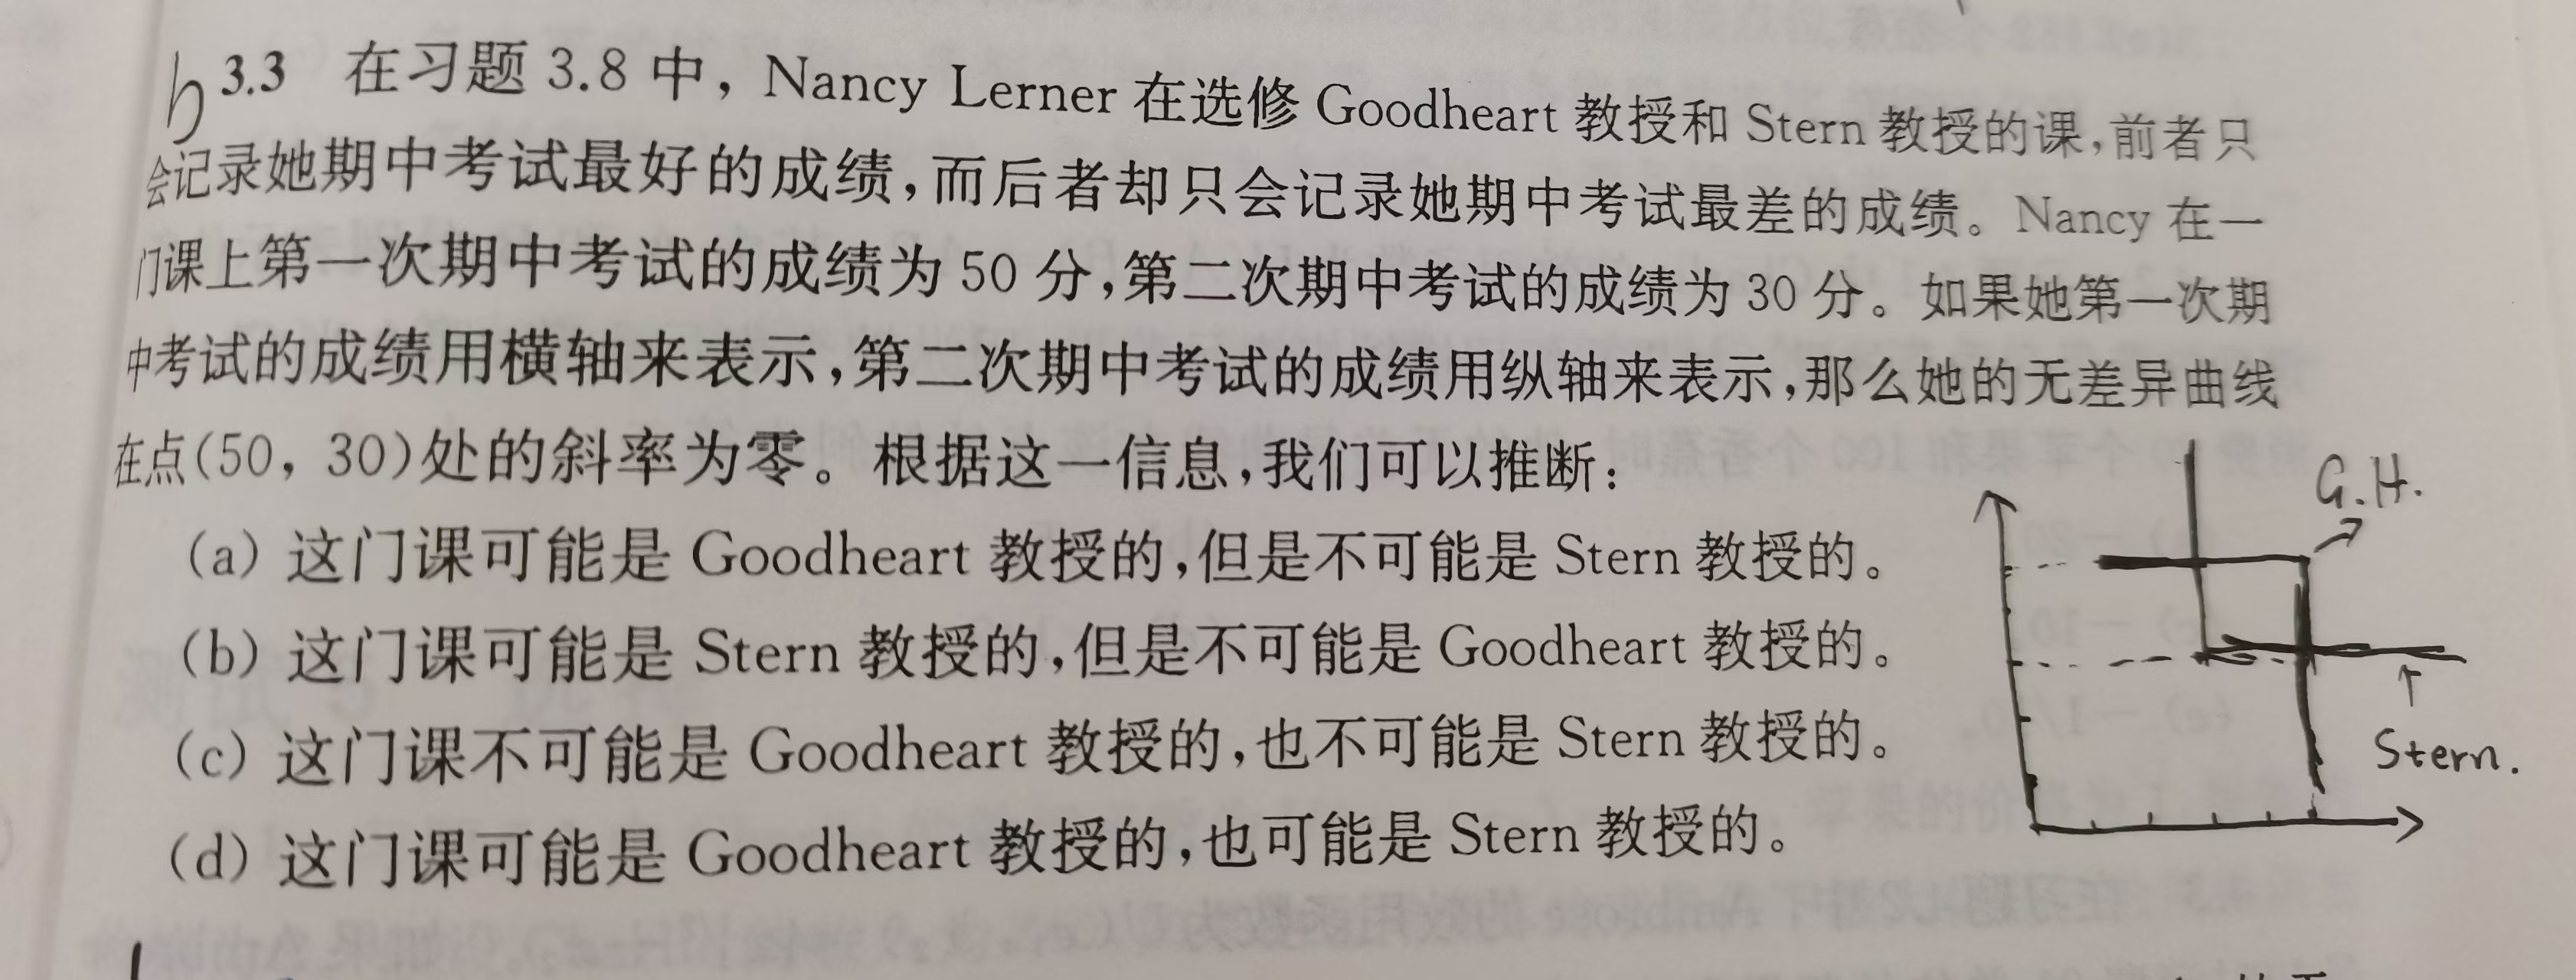 b 3.3 在习题 3.8 中，Nancy Lerner 在选修 Goodheart 教授和 Stern 教授的课，前者只
会记录她期中考试最好的成绩，而后者却只会记录她期中考试最差的成绩。Nancy 在一
门课上第一次期中考试的成绩为 50 分，第二次期中考试的成绩为 30 分。如果她第一次期
中考试的成绩用横轴来表示，第二次期中考试的成绩用纵轴来表示，那么她的无差异曲线
在点(50，30)处的斜率为零。根据这一信息，我们可以推断：
(a) 这门课可能是 Goodheart 教授的，但是不可能是 Stern 教授的。
(b) 这门课可能是 Stern 教授的，但是不可能是 Goodheart 教授的。
(c) 这门课不可能是 Goodheart 教授的，也不可能是 Stern 教授的。
(d) 这门课可能是 Goodheart 教授的，也可能是 Stern 教授的。
G.H.
Stern.